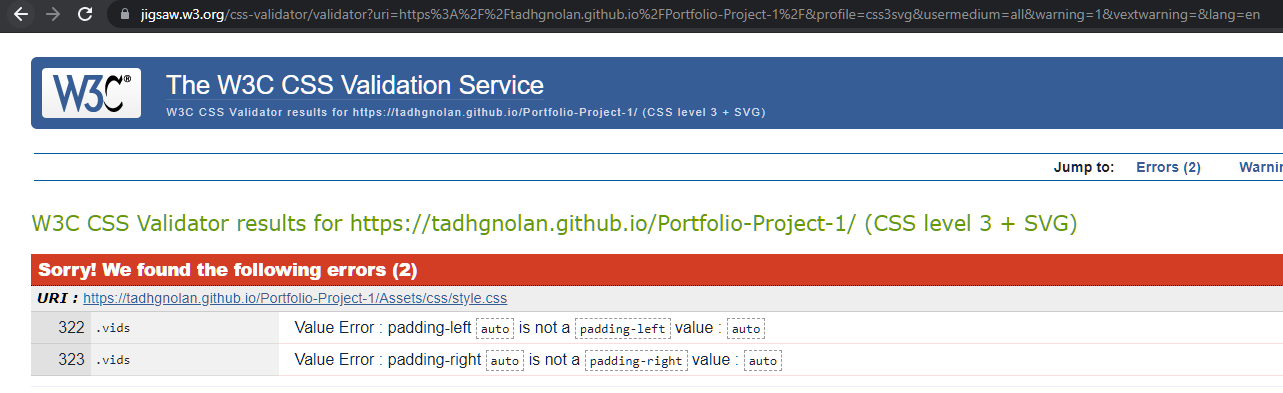 jigsaw.w3.org/css-validator/validator?uri=https%3A%2F%2Ftadhgnolan.github.io%2FPortfolio-Project-1%2F&profile=css3svg&usermedium=all&warning=1&vextwarning=&lang=en
W3C® The W3C CSS Validation Service
W3C CSS Validator results for https://tadhgnolan.github.io/Portfolio-Project-1/ (CSS level 3 + SVG)
Jump to: Errors (2) Warnin
W3C CSS Validator results for https://tadhgnolan.github.io/Portfolio-Project-1/ (CSS level 3 + SVG)
Sorry! We found the following errors (2)
URI : https://tadhgnolan.github.io/Portfolio-Project-1/Assets/css/style.css
322 .vids Value Error : padding-left auto is not a padding-left value : auto
323 .vids Value Error : padding-right auto is not a padding-right value : auto